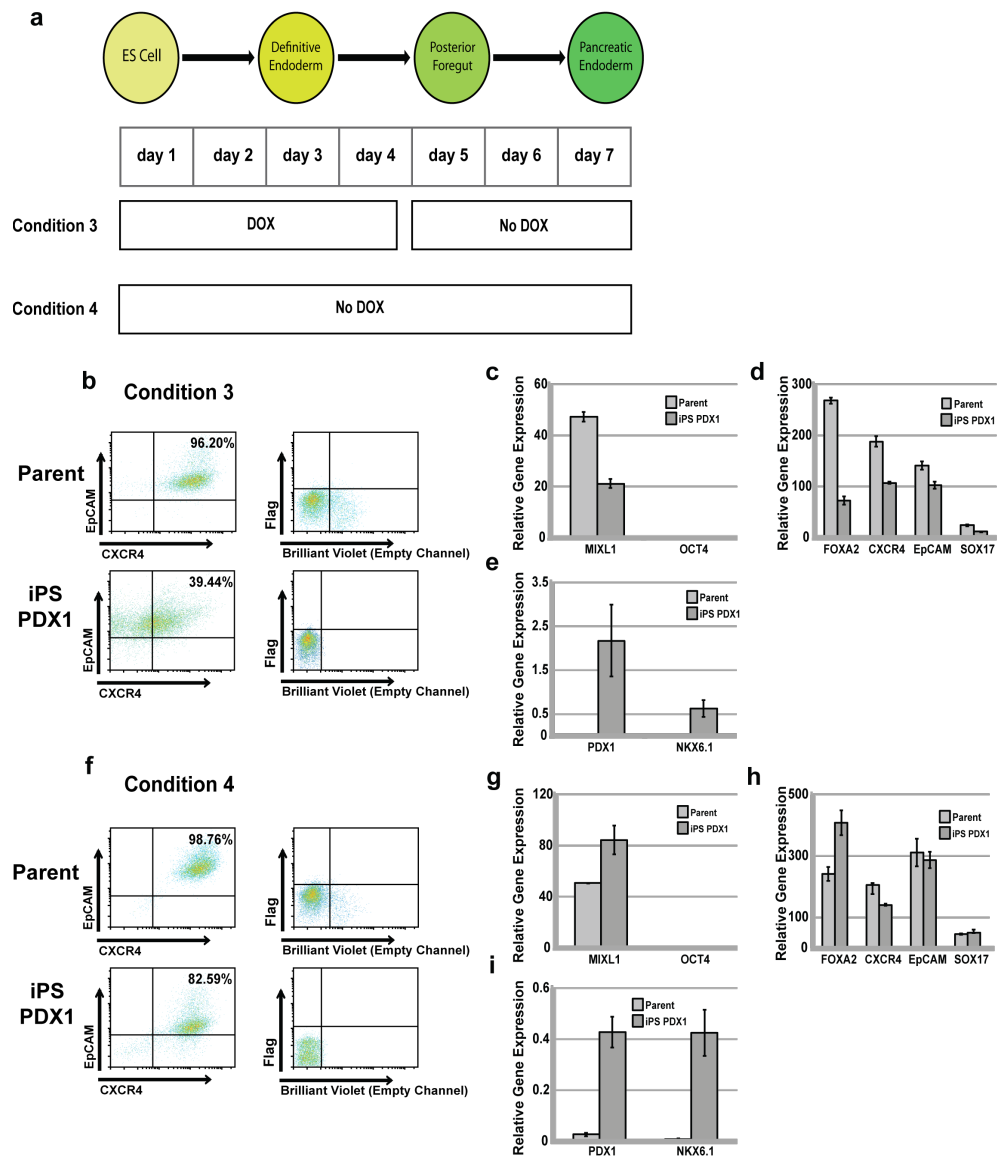 a
ES Cell
Definitive
Endoderm
Posterior
Foregut
Pancreatic
Endoderm
day 1
day 2
day 3
day 4
day 5
day 6
day 7
Condition 3
DOX
No DOX
Condition 4
No DOX
b
Condition 3
Parent
EpCAM
96.20%
CXCR4
Flag
Brilliant Violet (Empty Channel)
iPS
PDX1
EpCAM
39.44%
CXCR4
Flag
Brilliant Violet (Empty Channel)
c
Relative Gene Expression
60
40
20
0
Parent
iPS PDX1
MIXL1
OCT4
d
Relative Gene Expression
300
200
100
0
Parent
iPS PDX1
FOXA2
CXCR4
EpCAM
SOX17
e
Relative Gene Expression
3.5
2.5
1.5
0.5
0
Parent
iPS PDX1
PDX1
NKX6.1
f
Condition 4
Parent
EpCAM
98.76%
CXCR4
Flag
Brilliant Violet (Empty Channel)
iPS
PDX1
EpCAM
82.59%
CXCR4
Flag
Brilliant Violet (Empty Channel)
g
Relative Gene Expression
120
80
60
40
0
Parent
iPS PDX1
MIXL1
OCT4
h
Relative Gene Expression
500
300
100
0
Parent
iPS PDX1
FOXA2
CXCR4
EpCAM
SOX17
i
Relative Gene Expression
0.6
0.4
0.2
0
Parent
iPS PDX1
PDX1
NKX6.1